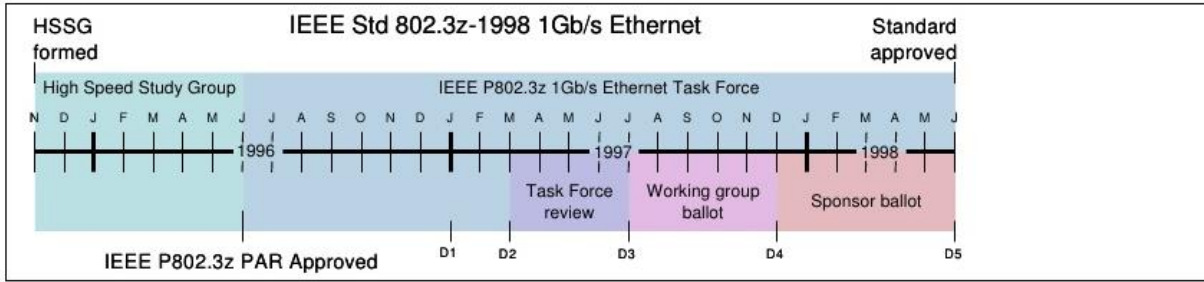 HSSG
formed
IEEE Std 802.3z-1998 1Gb/s Ethernet
Standard
approved
High Speed Study Group
IEEE P802.3z 1Gb/s Ethernet Task Force
N D J F M A M J J A S O N D J F M A M J J A S O N D J F M A M J
1996 1997 1998
Task Force
review
Working group
ballot
Sponsor ballot
D1 D2 D3 D4 D5
IEEE P802.3z PAR Approved